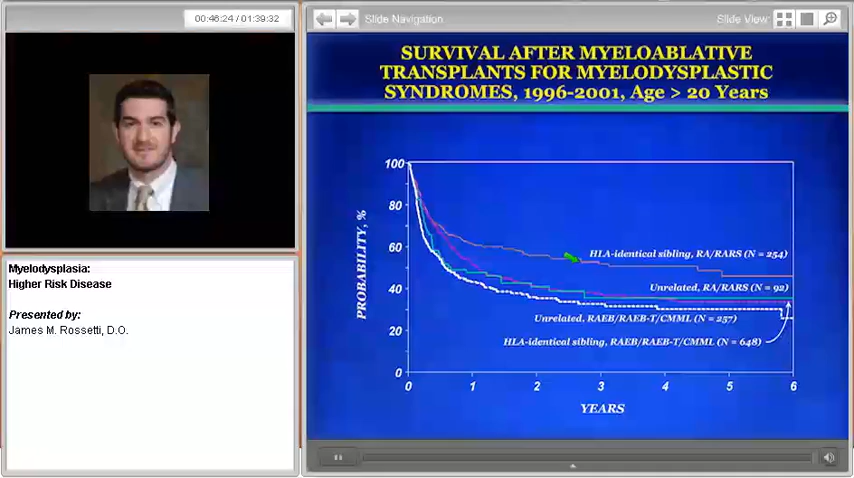 00:46:24 / 01:39:32
Slide Navigation
Slide View:
SURVIVAL AFTER MYELOABLATIVE
TRANSPLANTS FOR MYELODYSPLASTIC
SYNDROMES, 1996-2001, Age > 20 Years
100
80
60
40
20
0
PROBABILITY, %
HLA-identical sibling, RA/RARS (N = 254)
Unrelated, RA/RARS (N = 92)
Unrelated, RAEB/RAEB-T/CMML (N = 257)
HLA-identical sibling, RAEB/RAEB-T/CMML (N = 648)
0 1 2 3 4 5 6
YEARS
Myelodysplasia:
Higher Risk Disease
Presented by:
James M. Rossetti, D.O.